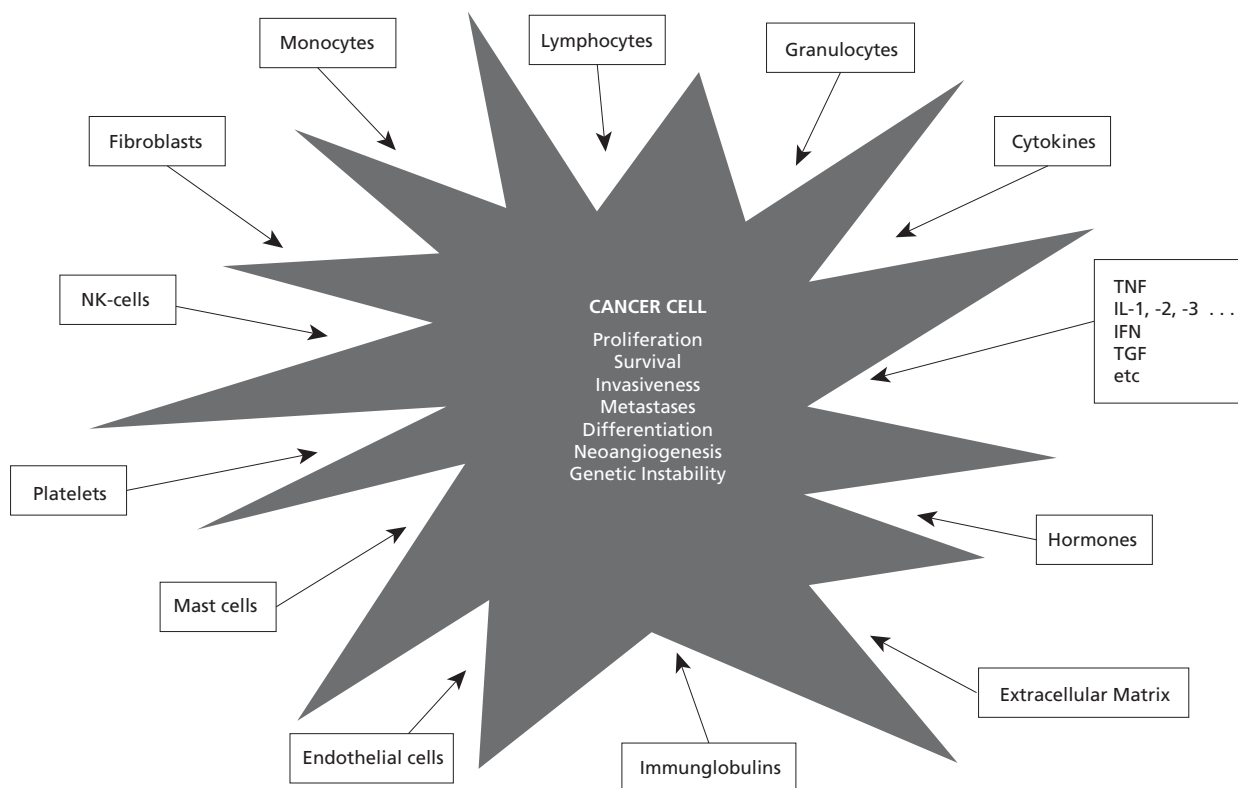 Monocytes
Lymphocytes
Granulocytes
Fibroblasts
Cytokines
NK-cells
TNF
IL-1, -2, -3 . . .
IFN
TGF
etc
CANCER CELL
Proliferation
Survival
Invasiveness
Metastases
Differentiation
Neoangiogenesis
Genetic Instability
Platelets
Hormones
Mast cells
Extracellular Matrix
Endothelial cells
Immunglobulins